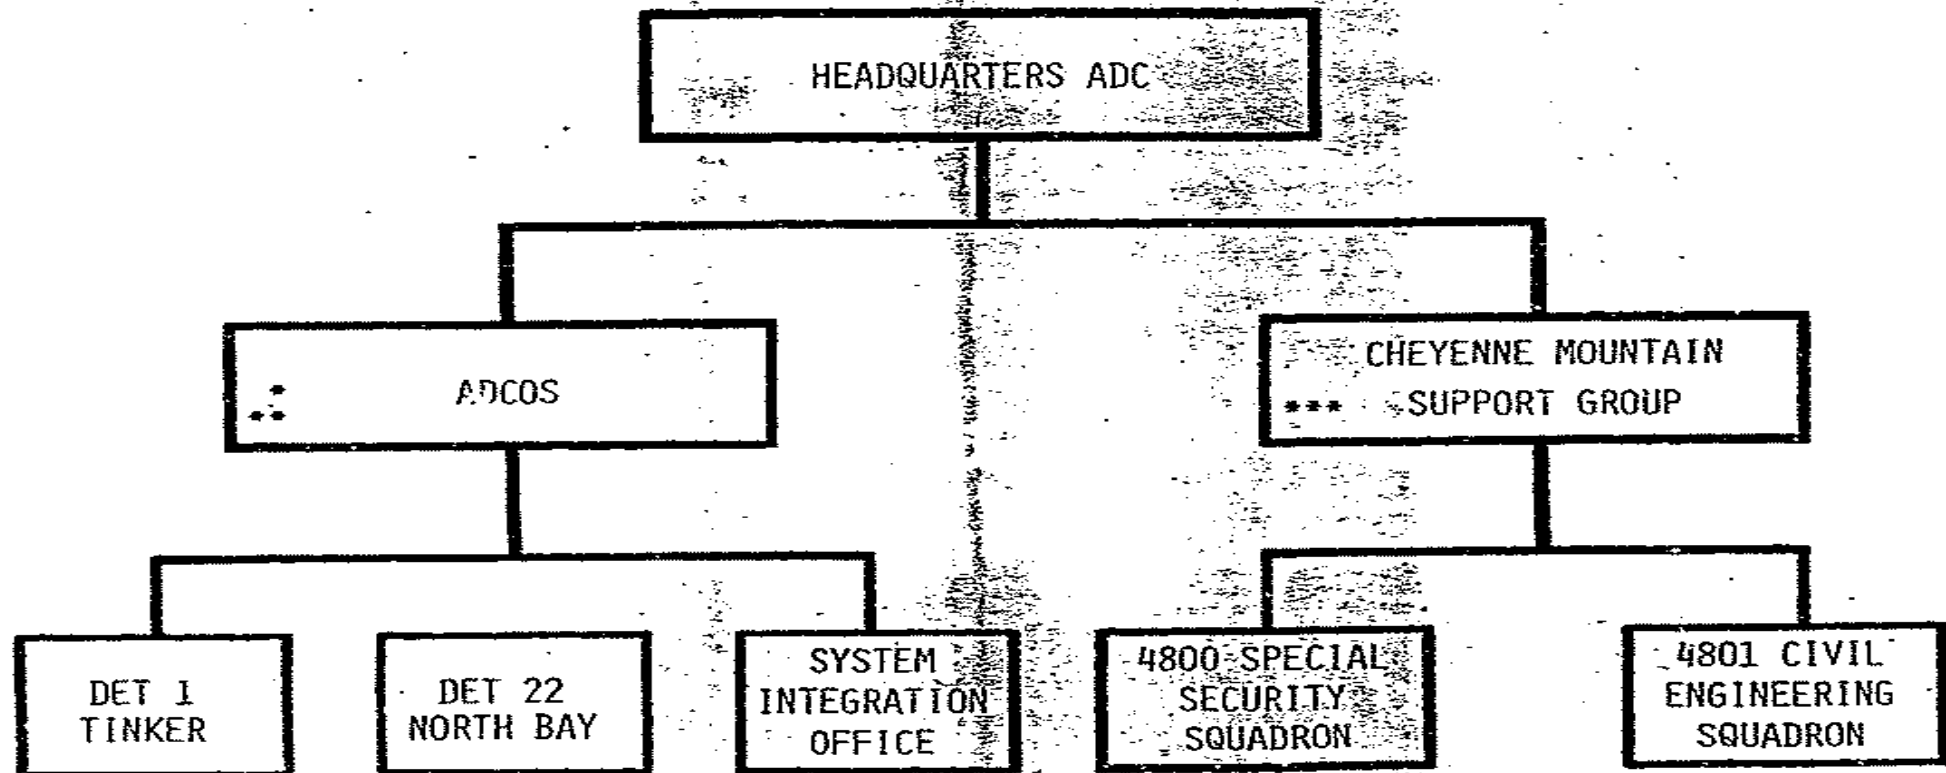 HEADQUARTERS ADC
ADCOS
CHEYENNE MOUNTAIN
*** SUPPORT GROUP
DET 1
TINKER
DET 22
NORTH BAY
SYSTEM
INTEGRATION
OFFICE
4800 SPECIAL
SECURITY
SQUADRON
4801 CIVIL
ENGINEERING
SQUADRON